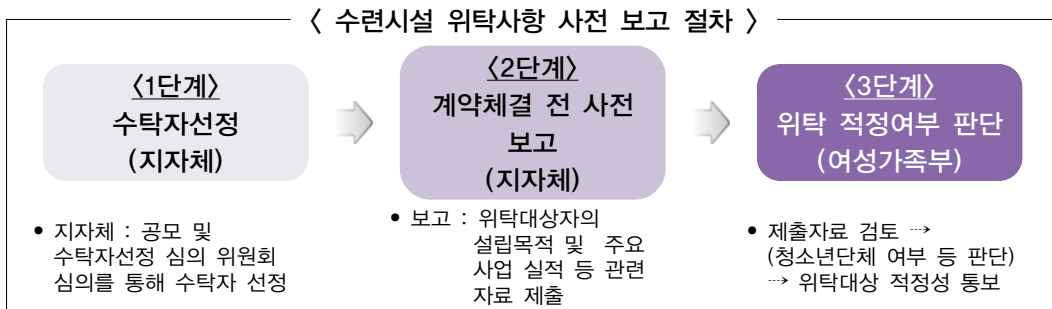 〈 수련시설 위탁사항 사전 보고 절차 〉
〈1단계〉
수탁자선정
(지자체)
〈2단계〉
계약체결 전 사전
보고
(지자체)
〈3단계〉
위탁 적정여부 판단
(여성가족부)
• 지자체 : 공모 및
수탁자선정 심의 위원회
심의를 통해 수탁자 선정
• 보고 : 위탁대상자의
설립목적 및 주요
사업 실적 등 관련
자료 제출
• 제출자료 검토 ⇢
(청소년단체 여부 등 판단)
⇢ 위탁대상 적정성 통보